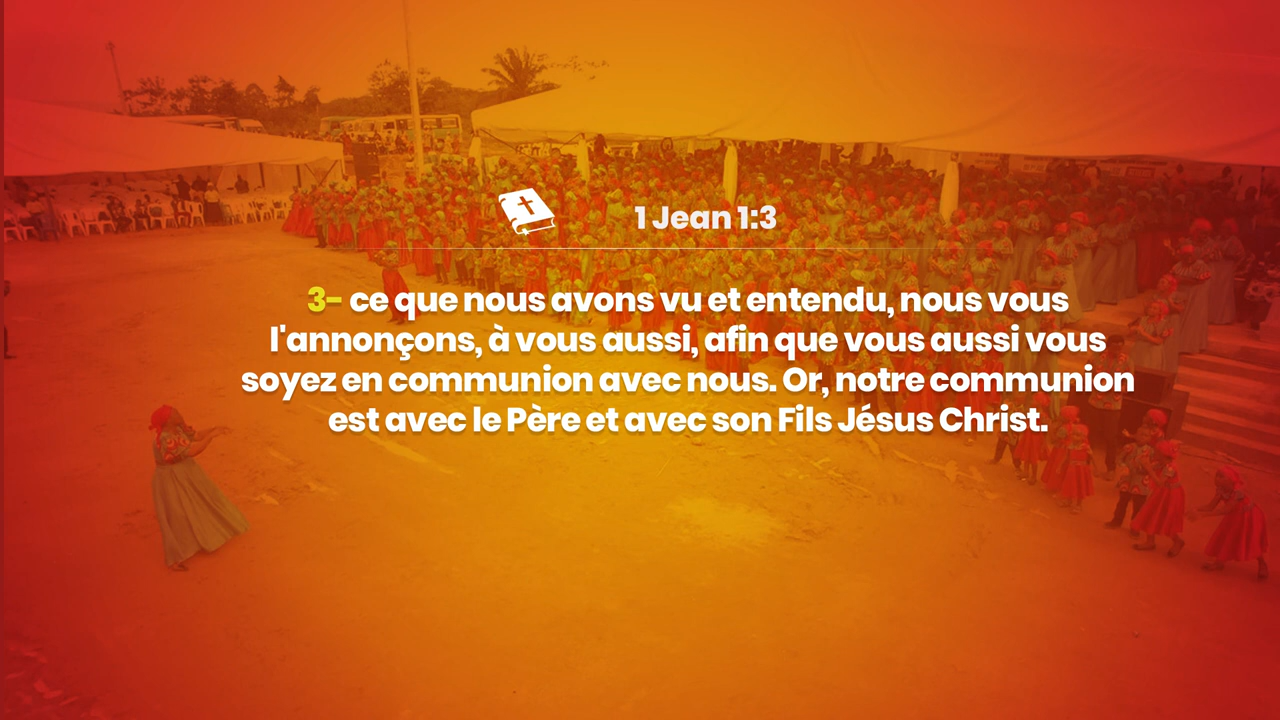 1 Jean 1:3
3- ce que nous avons vu et entendu, nous vous
l'annonçons, à vous aussi, afin que vous aussi vous
soyez en communion avec nous. Or, notre communion
est avec le Père et avec son Fils Jésus Christ.